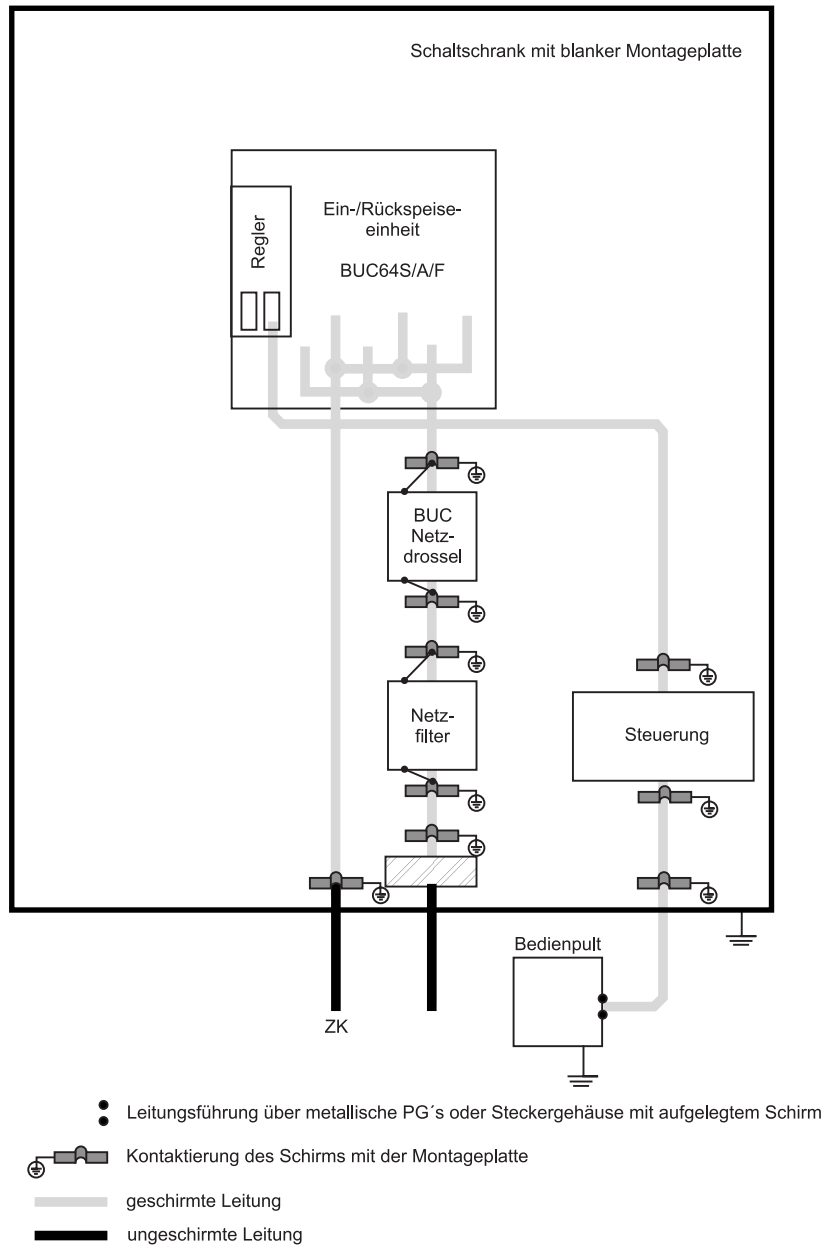 Schaltschrank mit blanker Montageplatte
Ein-/Rückspeise-
einheit
BUC64S/A/F
Regler
BUC
Netz-
drossel
Netz-
filter
Steuerung
Bedienpult
ZK
Leitungsführung über metallische PG´s oder Steckergehäuse mit aufgelegtem Schirm
Kontaktierung des Schirms mit der Montageplatte
geschirmte Leitung
ungeschirmte Leitung